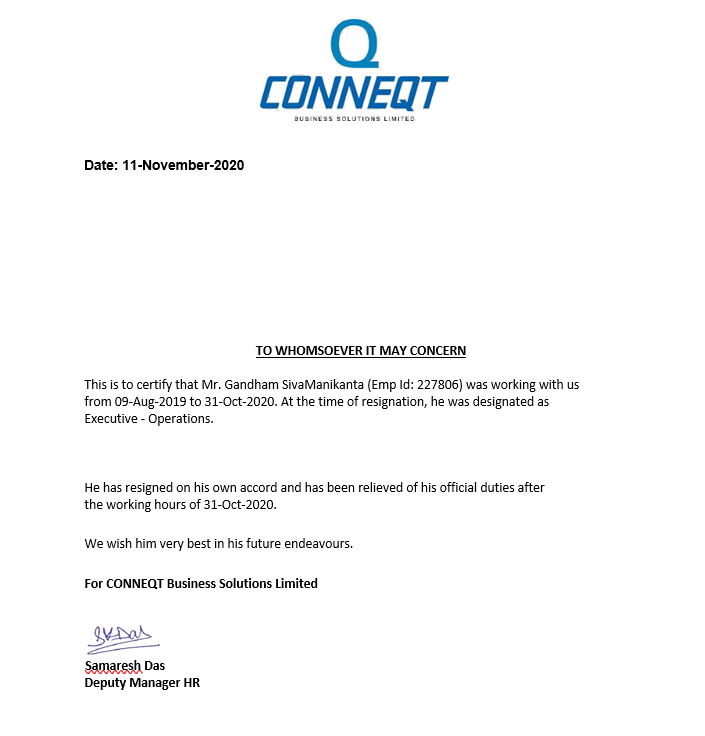 CONNEQT
BUSINESS SOLUTIONS LIMITED
Date: 11-November-2020
TO WHOMSOEVER IT MAY CONCERN
This is to certify that Mr. Gandham SivaManikanta (Emp Id: 227806) was working with us
from 09-Aug-2019 to 31-Oct-2020. At the time of resignation, he was designated as
Executive - Operations.
He has resigned on his own accord and has been relieved of his official duties after
the working hours of 31-Oct-2020.
We wish him very best in his future endeavours.
For CONNEQT Business Solutions Limited
SKDas
Samaresh Das
Deputy Manager HR